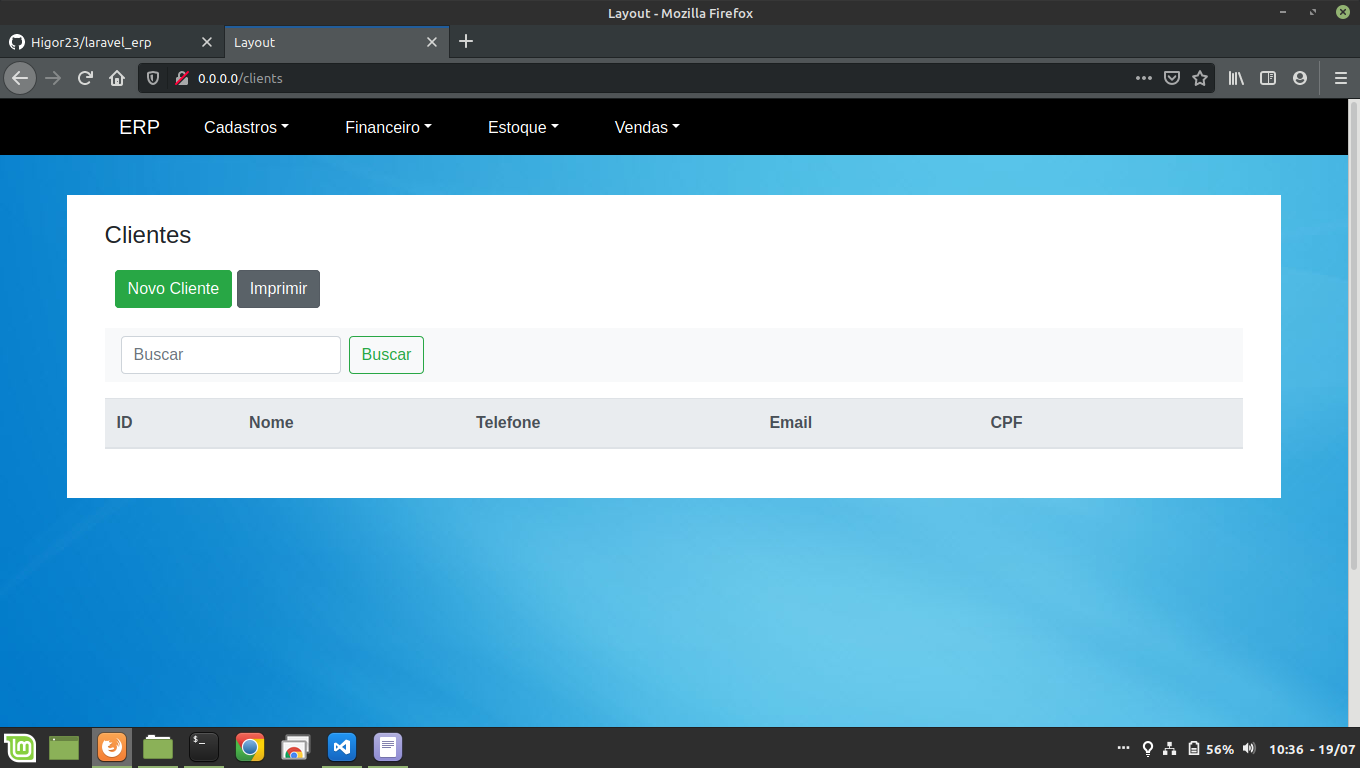 Layout - Mozilla Firefox
Higor23/laravel_erp
Layout
0.0.0.0/clients
ERP Cadastros Financeiro Estoque Vendas
Clientes
Novo Cliente Imprimir
Buscar Buscar
ID Nome Telefone Email CPF
$_ 56% 10:36 - 19/07